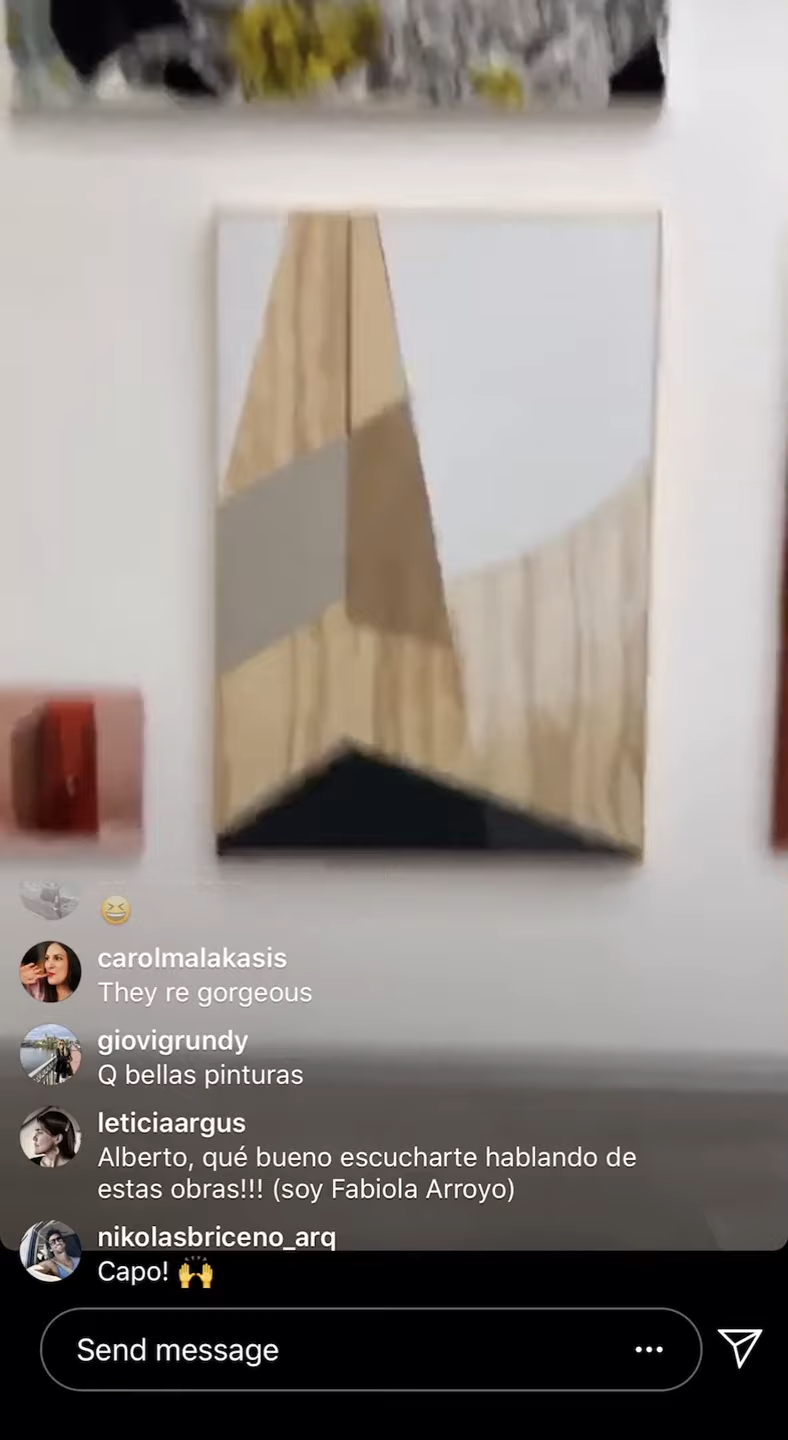 😆
carolmalakasis
They re gorgeous
giovigrundy
Q bellas pinturas
leticiaargus
Alberto, qué bueno escucharte hablando de
estas obras!!! (soy Fabiola Arroyo)
nikolasbriceno_arq
Capo! 🙌
Send message